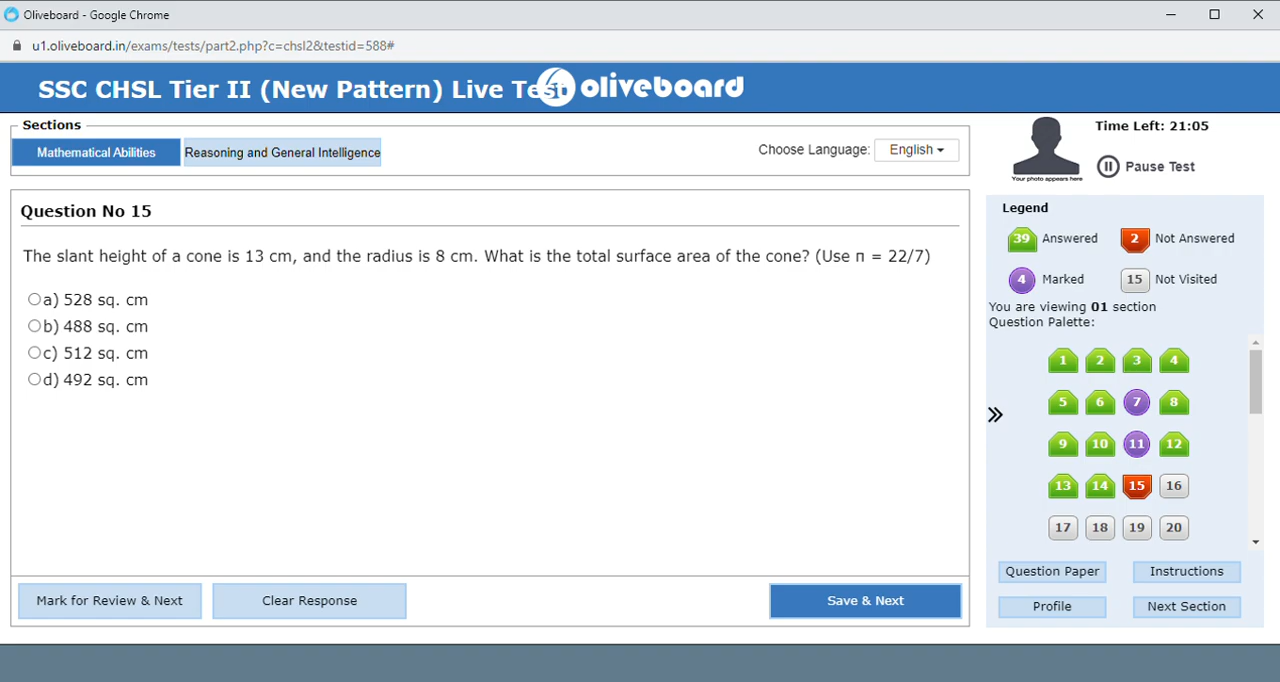 Oliveboard - Google Chrome
u1.oliveboard.in/exams/tests/part2.php?c=chsl2&testid=588#
SSC CHSL Tier II (New Pattern) Live Test
oliveboard
Sections
Mathematical Abilities
Reasoning and General Intelligence
Choose Language:
English
Your photo appears here
Time Left: 21:05
Pause Test
Question No 15
The slant height of a cone is 13 cm, and the radius is 8 cm. What is the total surface area of the cone? (Use п = 22/7)
a) 528 sq. cm
b) 488 sq. cm
c) 512 sq. cm
d) 492 sq. cm
Mark for Review & Next
Clear Response
Save & Next
Legend
39 Answered
2 Not Answered
4 Marked
15 Not Visited
You are viewing 01 section
Question Palette:
1 2 3 4
5 6 7 8
9 10 11 12
13 14 15 16
17 18 19 20
Question Paper
Instructions
Profile
Next Section